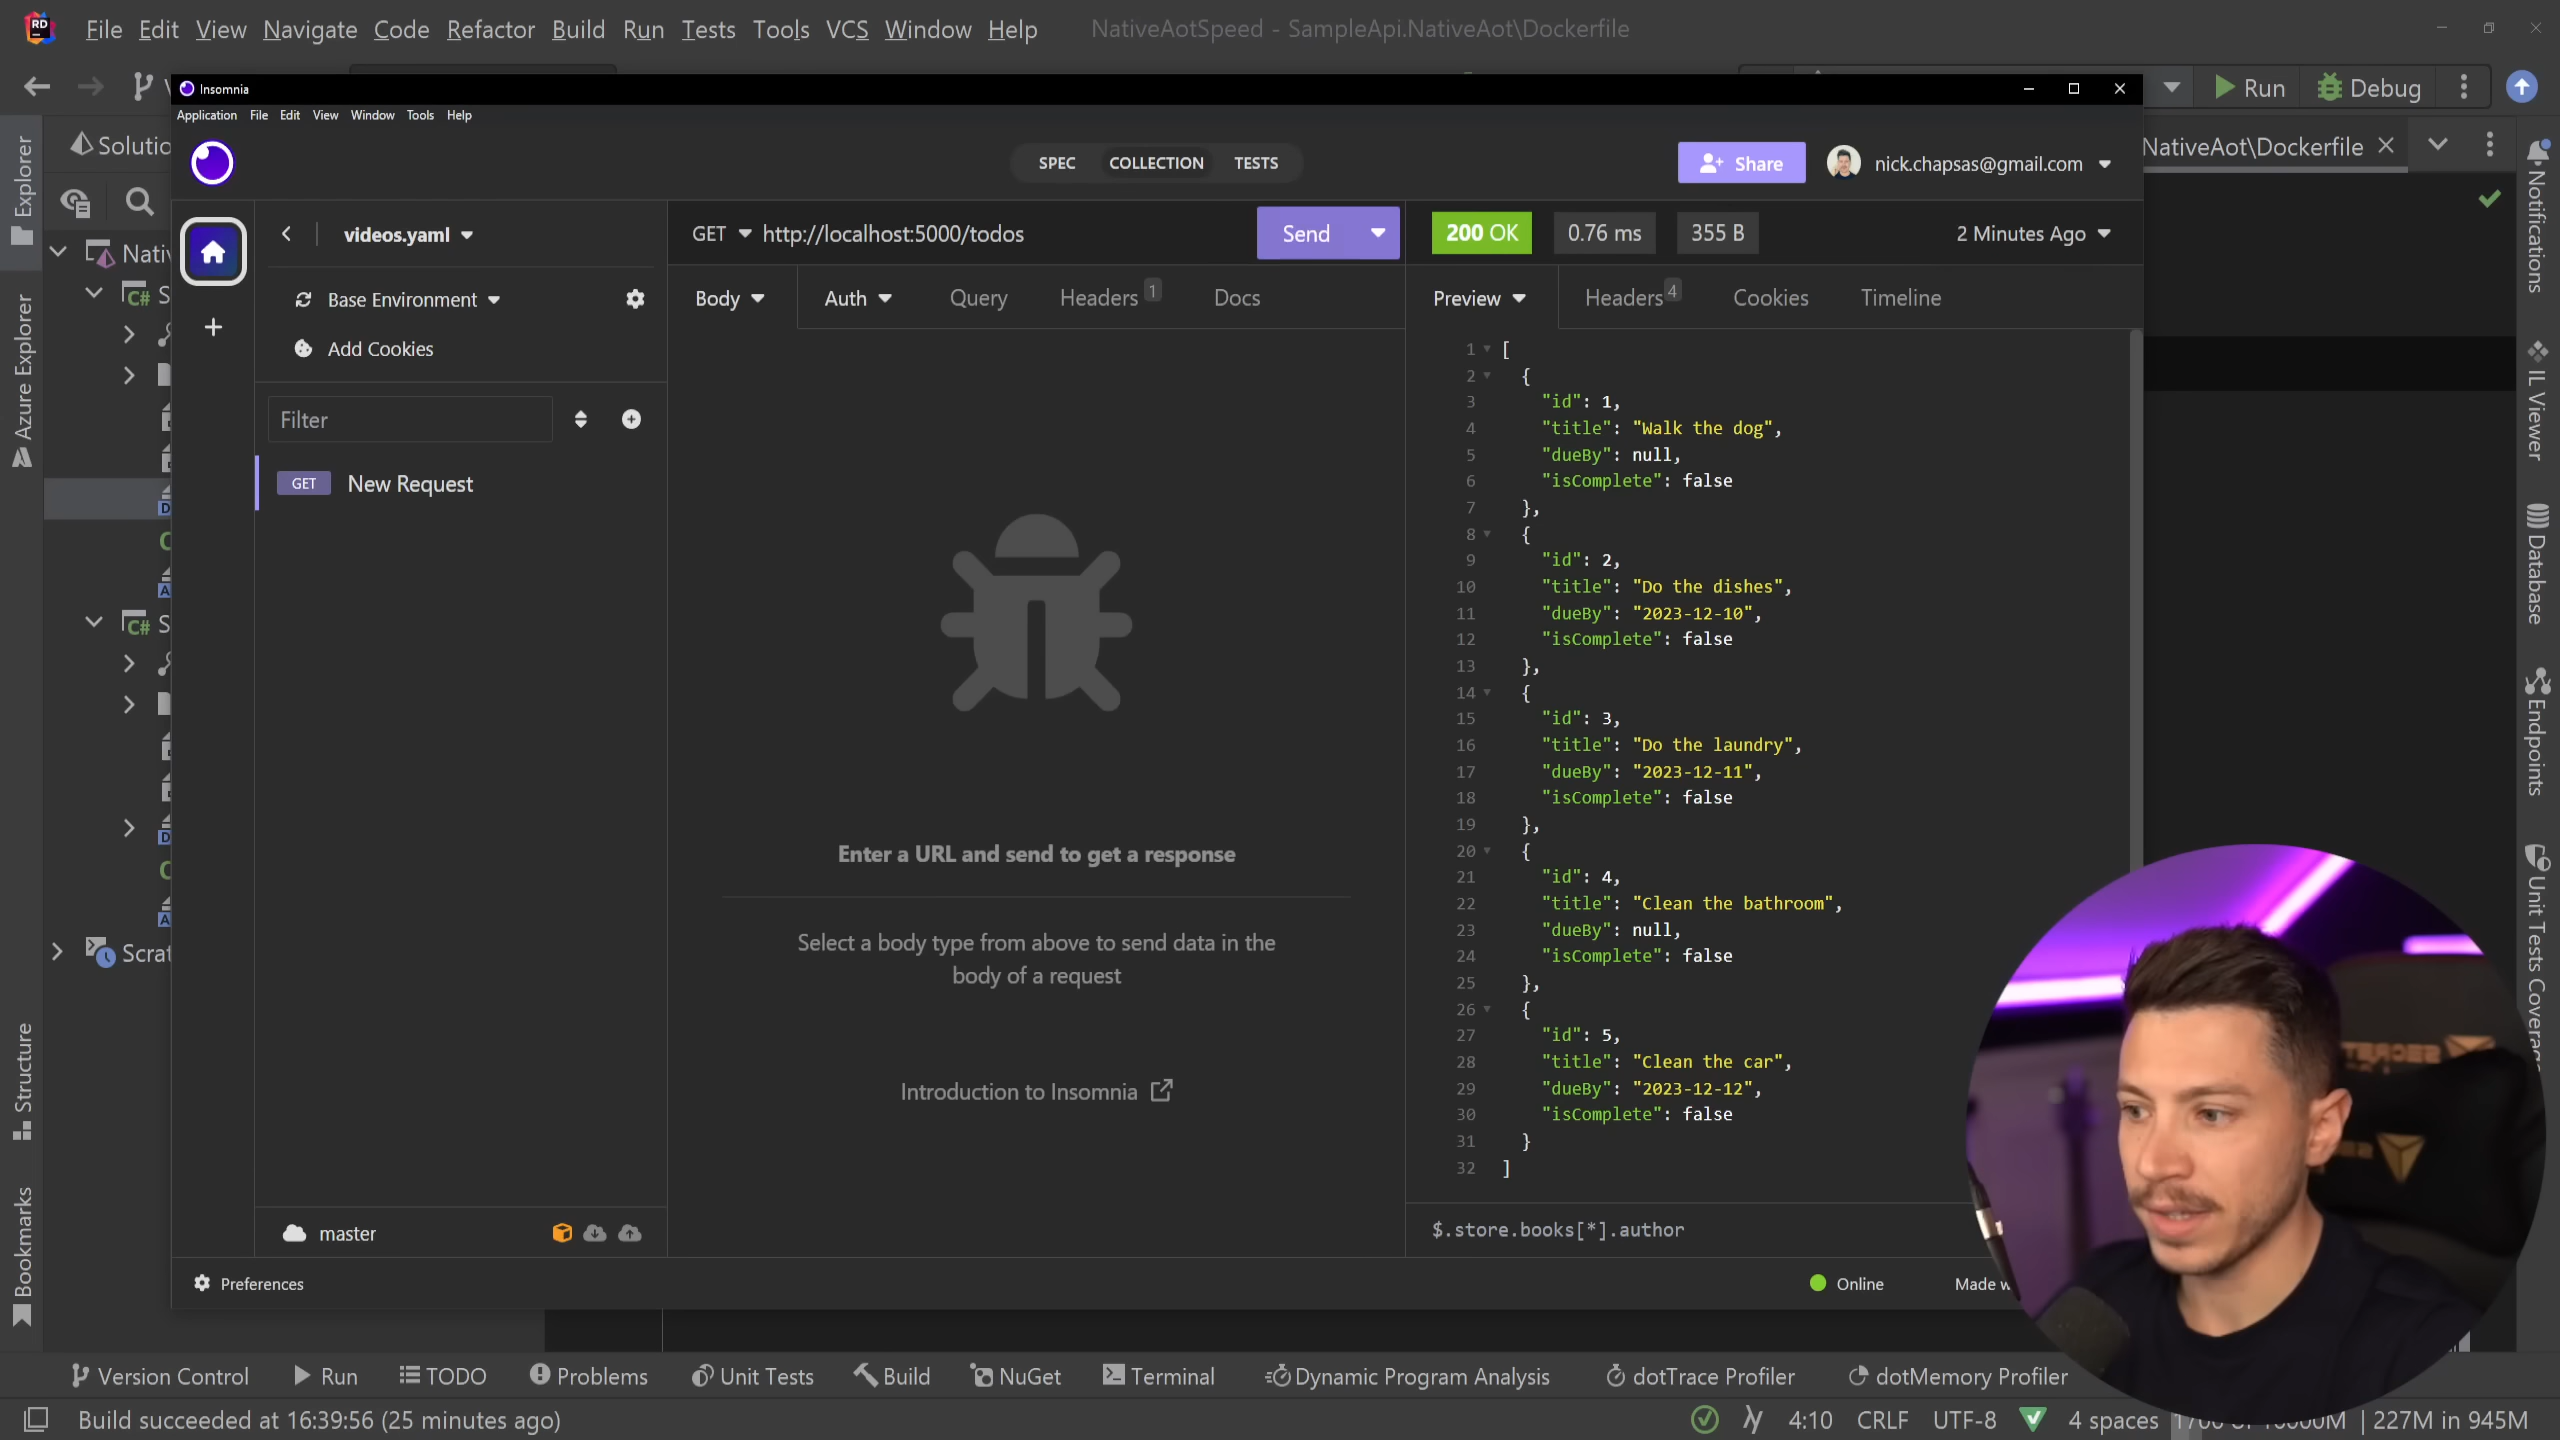 File Edit View Navigate Code Refactor Build Run Tests Tools VCS Window Help NativeAotSpeed - SampleApi.NativeAot\Dockerfile
Run Debug
Insomnia
Application File Edit View Window Tools Help
SPEC COLLECTION TESTS
Share nick.chapsas@gmail.com
NativeAot\Dockerfile
Explorer
Azure Explorer
Structure
Bookmarks
Notifications
IL Viewer
Database
Endpoints
Unit Tests Coverage
videos.yaml
Base Environment
Add Cookies
Filter
GET New Request
master
Preferences
GET http://localhost:5000/todos Send
Body Auth Query Headers 1 Docs
Enter a URL and send to get a response
Select a body type from above to send data in the
body of a request
Introduction to Insomnia
200 OK 0.76 ms 355 B 2 Minutes Ago
Preview Headers 4 Cookies Timeline
1 [
2 {
3 "id": 1,
4 "title": "Walk the dog",
5 "dueBy": null,
6 "isComplete": false
7 },
8 {
9 "id": 2,
10 "title": "Do the dishes",
11 "dueBy": "2023-12-10",
12 "isComplete": false
13 },
14 {
15 "id": 3,
16 "title": "Do the laundry",
17 "dueBy": "2023-12-11",
18 "isComplete": false
19 },
20 {
21 "id": 4,
22 "title": "Clean the bathroom",
23 "dueBy": null,
24 "isComplete": false
25 },
26 {
27 "id": 5,
28 "title": "Clean the car",
29 "dueBy": "2023-12-12",
30 "isComplete": false
31 }
32 ]
$.store.books[*].author
Online Made
Version Control Run TODO Problems Unit Tests Build NuGet Terminal Dynamic Program Analysis dotTrace Profiler dotMemory Profiler
Build succeeded at 16:39:56 (25 minutes ago) 4:10 CRLF UTF-8 4 spaces 227M in 945M